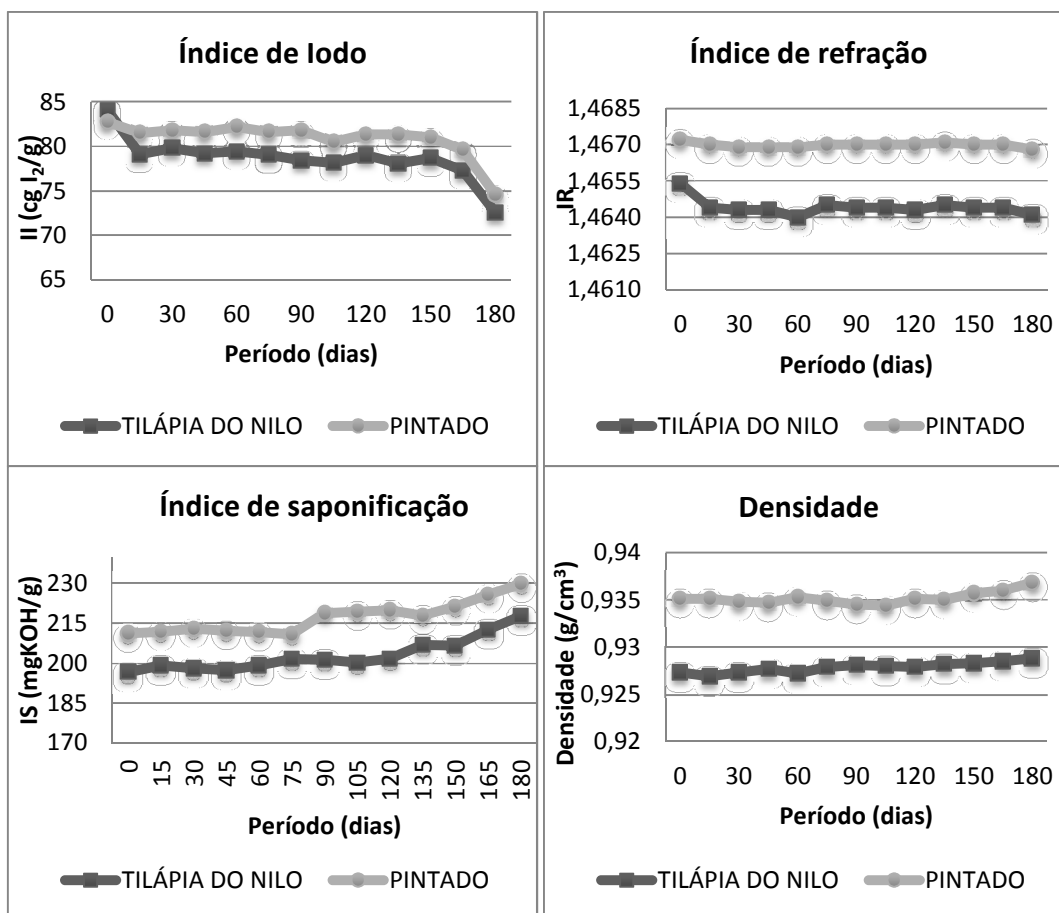 Índice de Iodo
II (cg I₂/g)
85
80
75
70
65
0 30 60 90 120 150 180
Período (dias)
TILÁPIA DO NILO PINTADO
Índice de refração
IR
1,4685
1,4670
1,4655
1,4640
1,4625
1,4610
0 30 60 90 120 150 180
Período (dias)
TILÁPIA DO NILO PINTADO
Índice de saponificação
IS (mgKOH/g)
230
215
200
185
170
0 15 30 45 60 75 90 105 120 135 150 165 180
Período (dias)
TILÁPIA DO NILO PINTADO
Densidade
Densidade (g/cm³)
0,94
0,935
0,93
0,925
0,92
0 30 60 90 120 150 180
Período (dias)
TILÁPIA DO NILO PINTADO